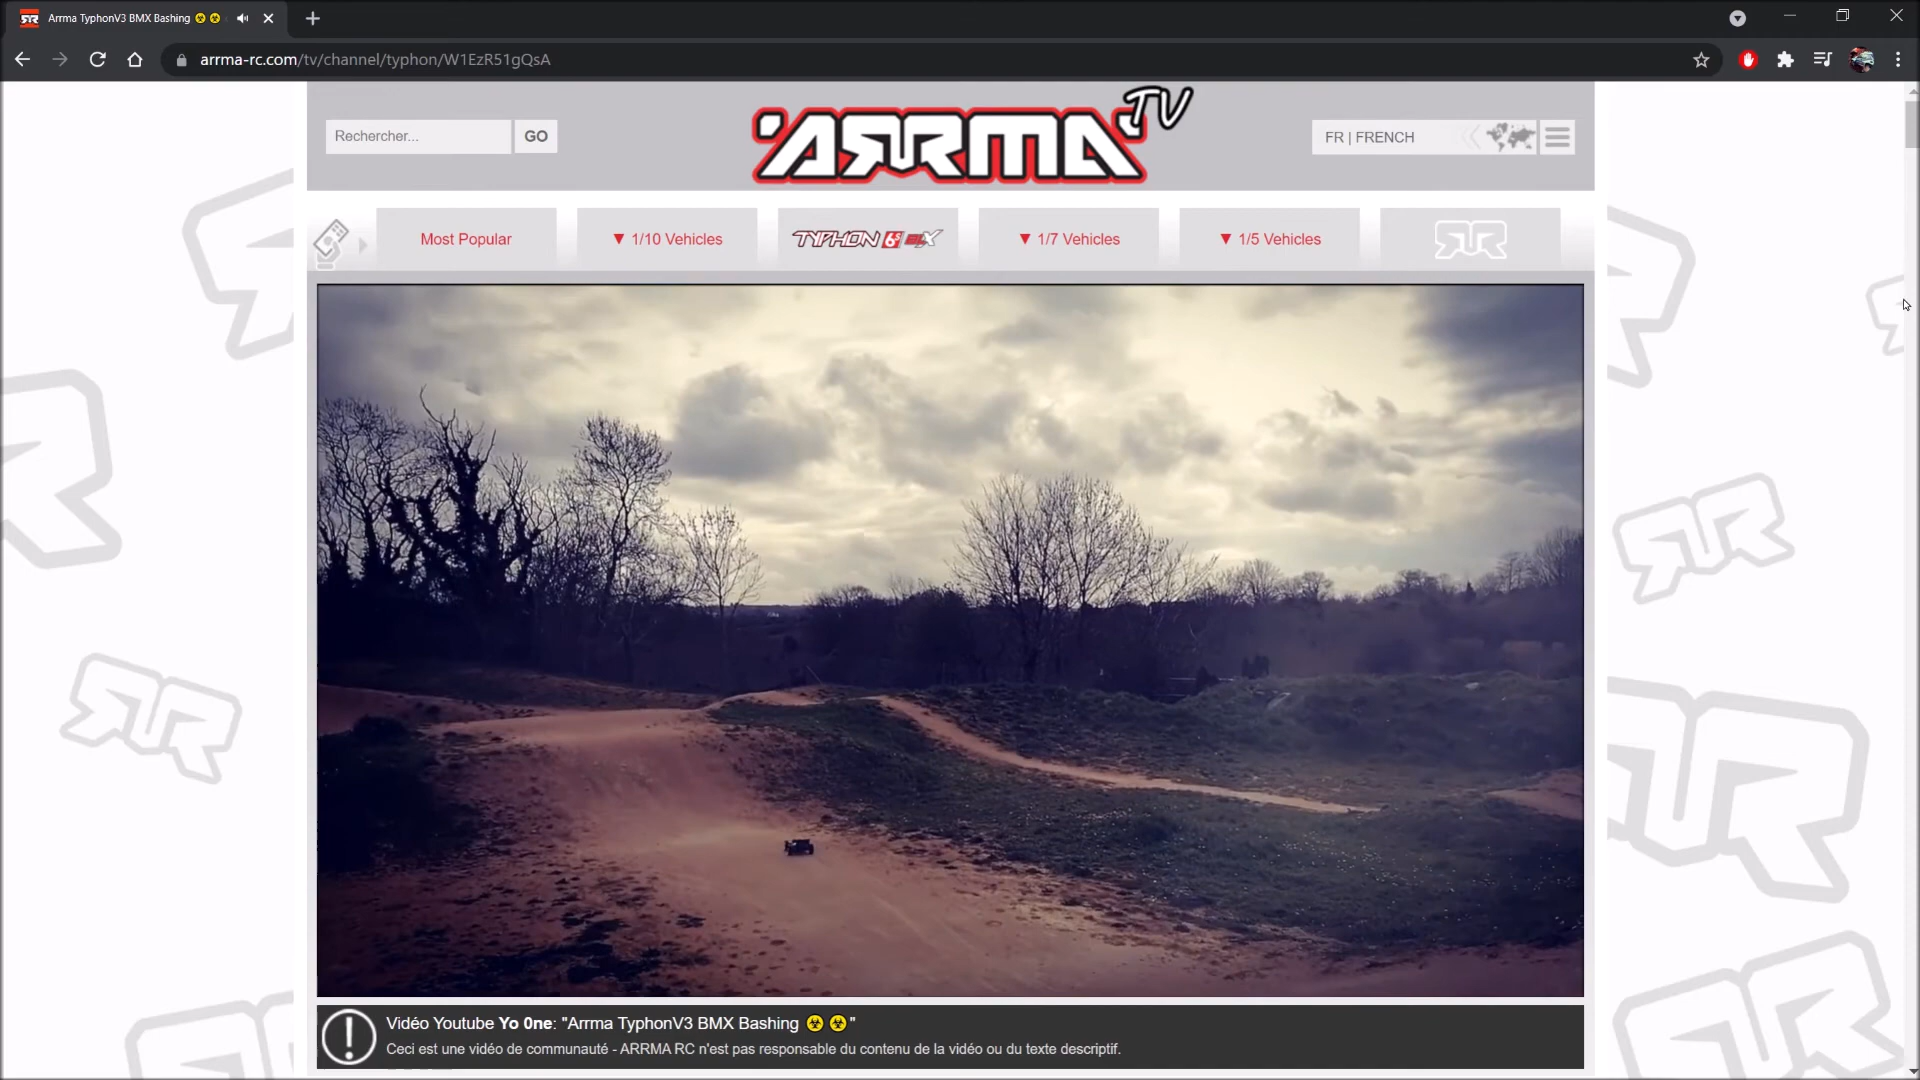 Arrma TyphonV3 BMX Bashing ☣️☣️
arrma-rc.com/tv/channel/typhon/W1EzR51gQsA
Rechercher...
GO
ARRMA TV
FR | FRENCH
Most Popular
▼ 1/10 Vehicles
TYPHON 6S BLX
▼ 1/7 Vehicles
▼ 1/5 Vehicles
Vidéo Youtube Yo 0ne: "Arrma TyphonV3 BMX Bashing ☣️☣️"
Ceci est une vidéo de communauté - ARRMA RC n'est pas responsable du contenu de la vidéo ou du texte descriptif.